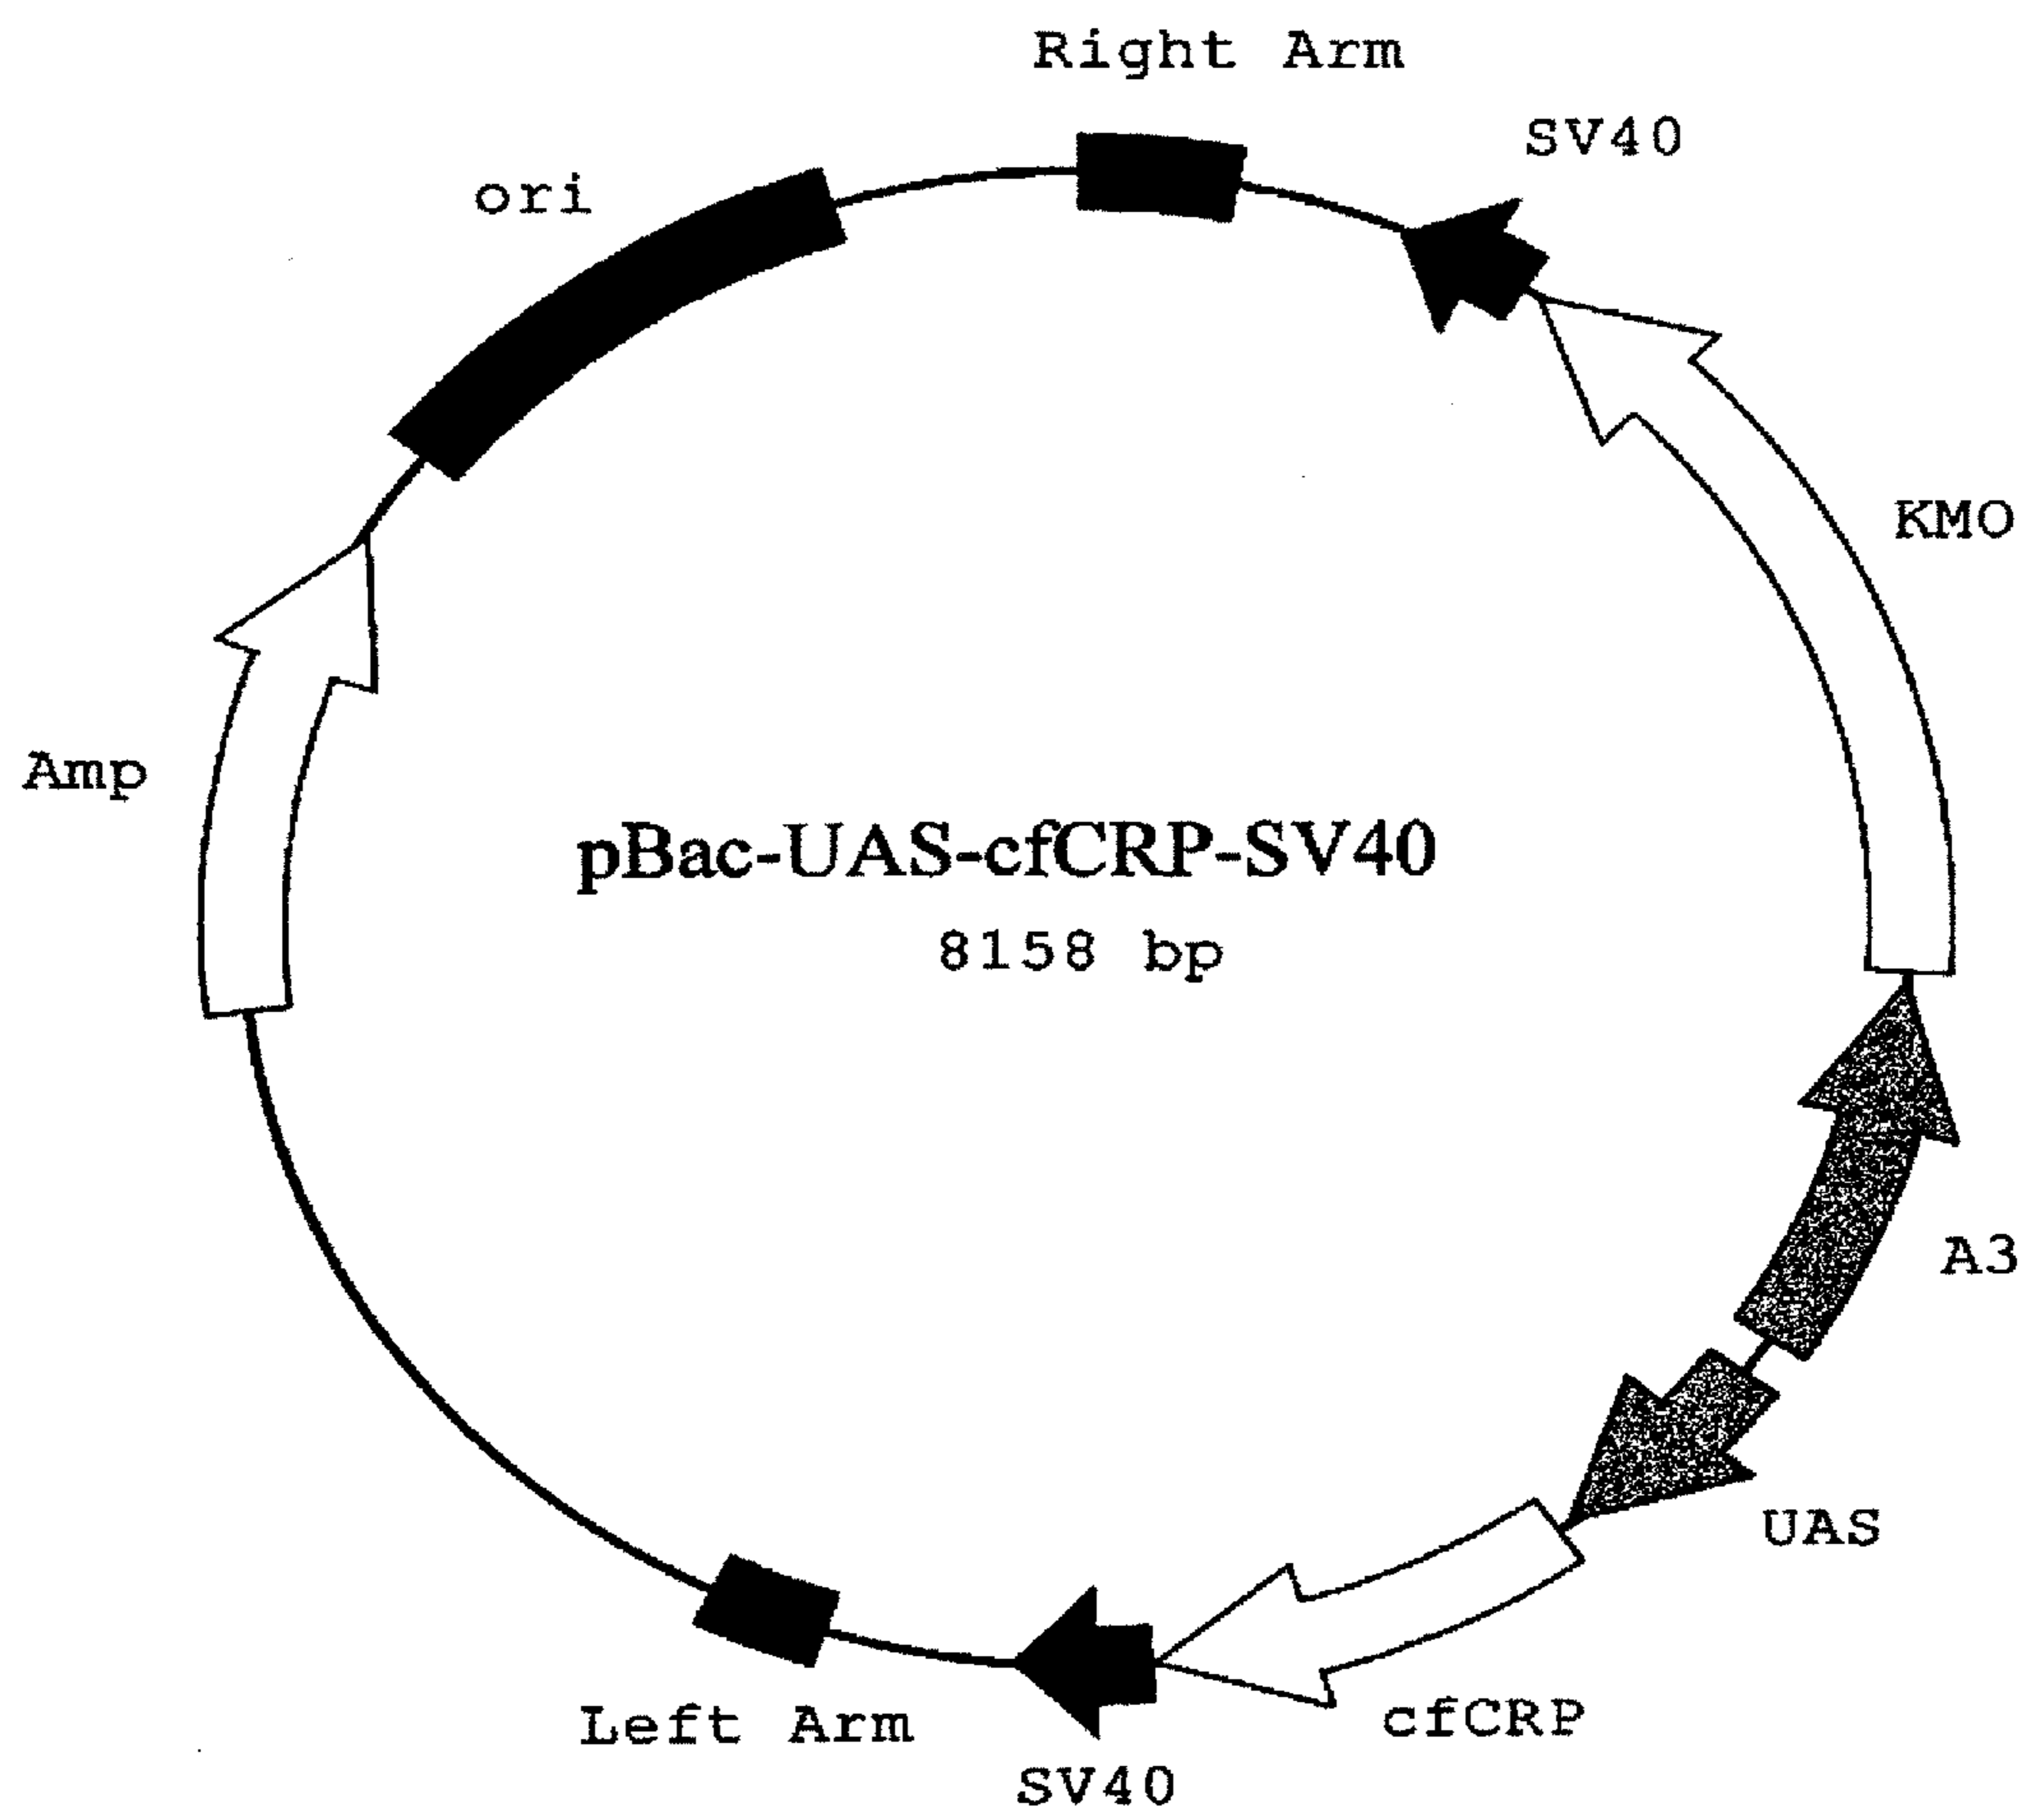 Right Arm
SV40
ori
KMO
Amp
pBac-UAS-cfCRP-SV40
8158 bp
A3
UAS
cfCRP
Left Arm
SV40